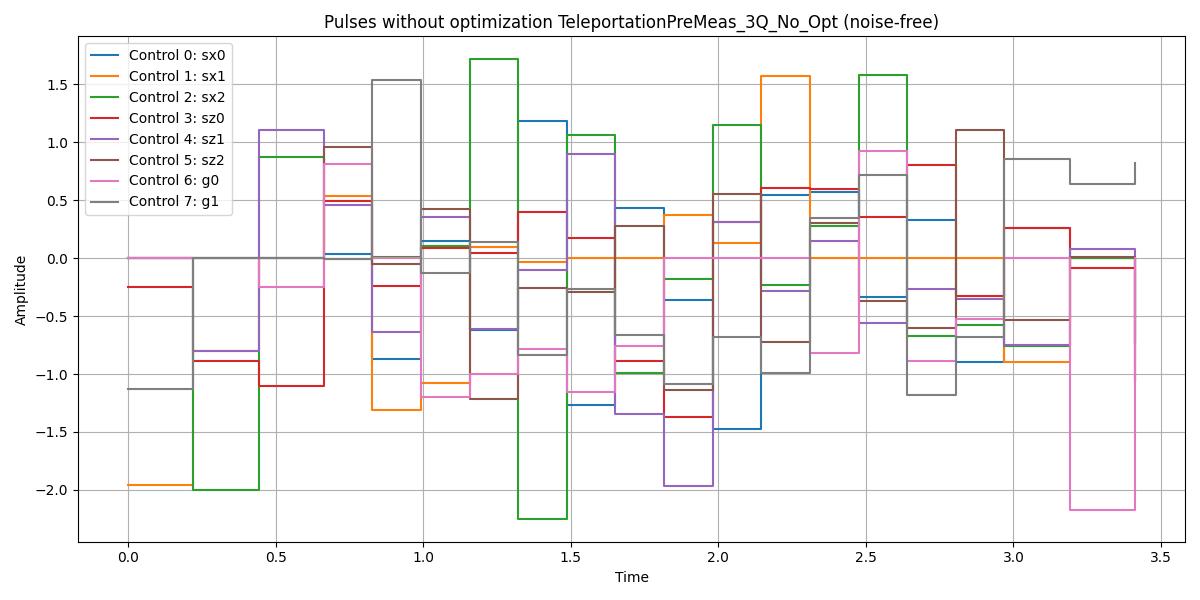 Pulses without optimization TeleportationPreMeas_3Q_No_Opt (noise-free)
Control 0: sx0
Control 1: sx1
Control 2: sx2
Control 3: sz0
Control 4: sz1
Control 5: sz2
Control 6: g0
Control 7: g1
Amplitude
1.5
1.0
0.5
0.0
−0.5
−1.0
−1.5
−2.0
0.0 0.5 1.0 1.5 2.0 2.5 3.0 3.5
Time